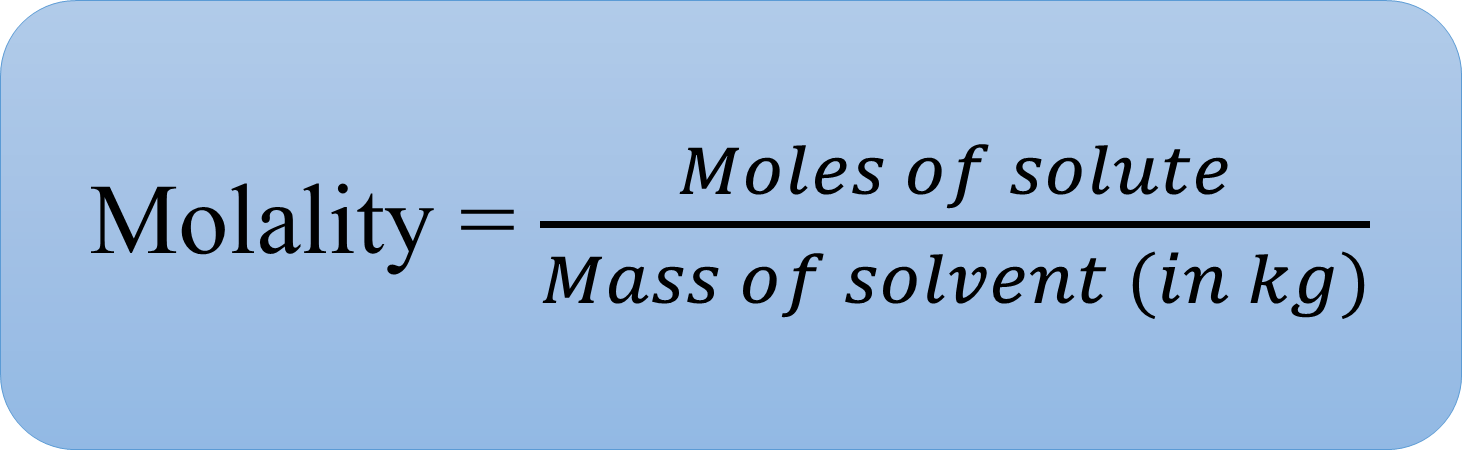 Molality = Moles of solute
Mass of solvent (in kg)